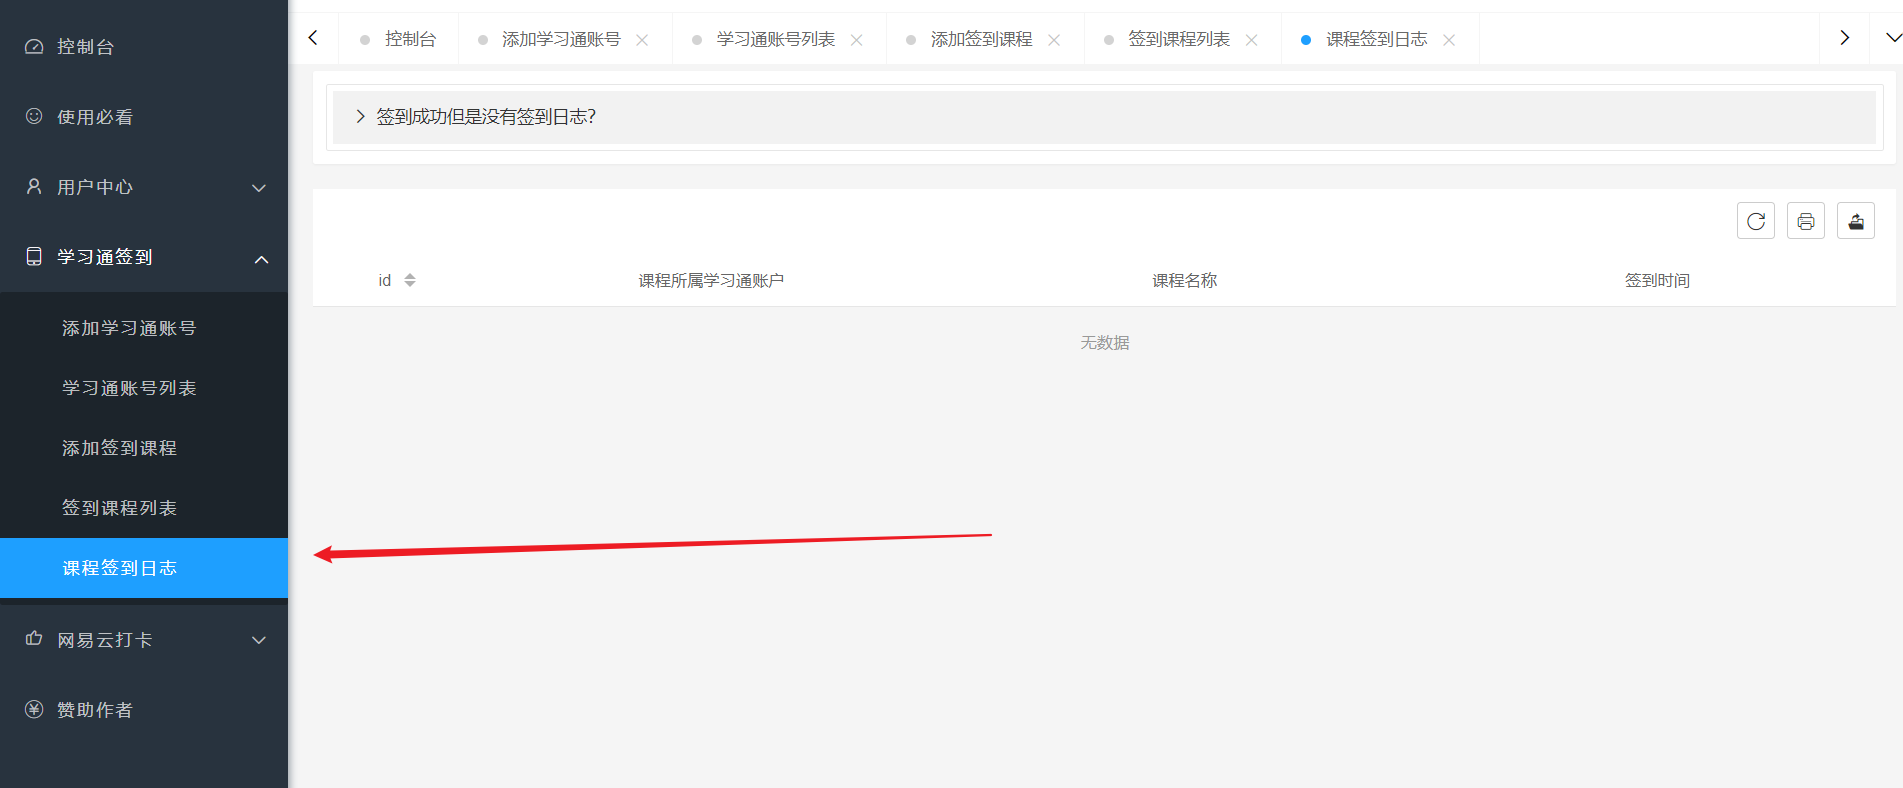 控制台
使用必看
用户中心
学习通签到
添加学习通账号
学习通账号列表
添加签到课程
签到课程列表
课程签到日志
网易云打卡
赞助作者
控制台 添加学习通账号 学习通账号列表 添加签到课程 签到课程列表 课程签到日志
签到成功但是没有签到日志?
id 课程所属学习通账户 课程名称 签到时间
无数据